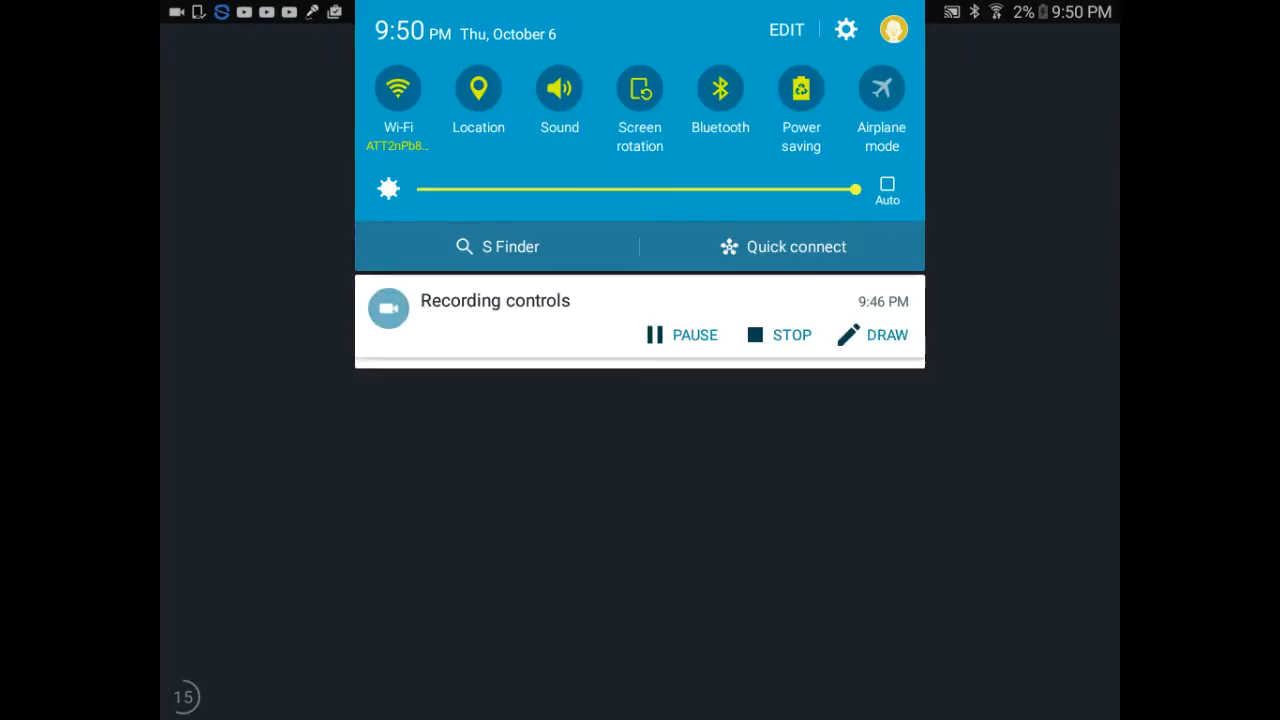 2% 9:50 PM
9:50 PM Thu, October 6
EDIT
Wi-Fi
ATT2nPb8...
Location
Sound
Screen
rotation
Bluetooth
Power
saving
Airplane
mode
Auto
S Finder
Quick connect
Recording controls
9:46 PM
PAUSE
STOP
DRAW
15